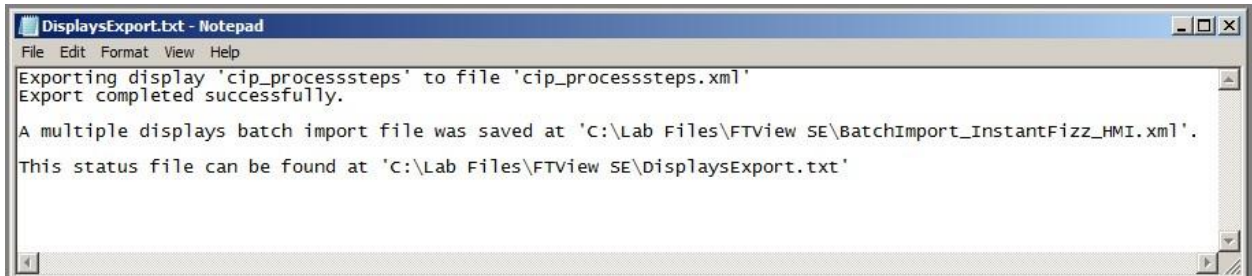 DisplaysExport.txt - Notepad
File Edit Format View Help
Exporting display 'cip_processsteps' to file 'cip_processsteps.xml'
Export completed successfully.
A multiple displays batch import file was saved at 'C:\Lab Files\FTView SE\BatchImport_InstantFizz_HMI.xml'.
This status file can be found at 'C:\Lab Files\FTView SE\DisplaysExport.txt'